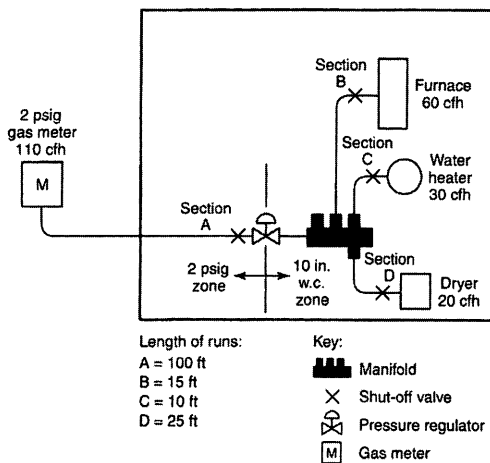 2 psig
gas meter
110 cfh
M
Section
A
2 psig
zone
10 in.
w.c.
zone
Section
B
Furnace
60 cfh
Section
C
Water
heater
30 cfh
Section
D
Dryer
20 cfh
Length of runs:
A = 100 ft
B = 15 ft
C = 10 ft
D = 25 ft
Key:
Manifold
Shut-off valve
Pressure regulator
M
Gas meter